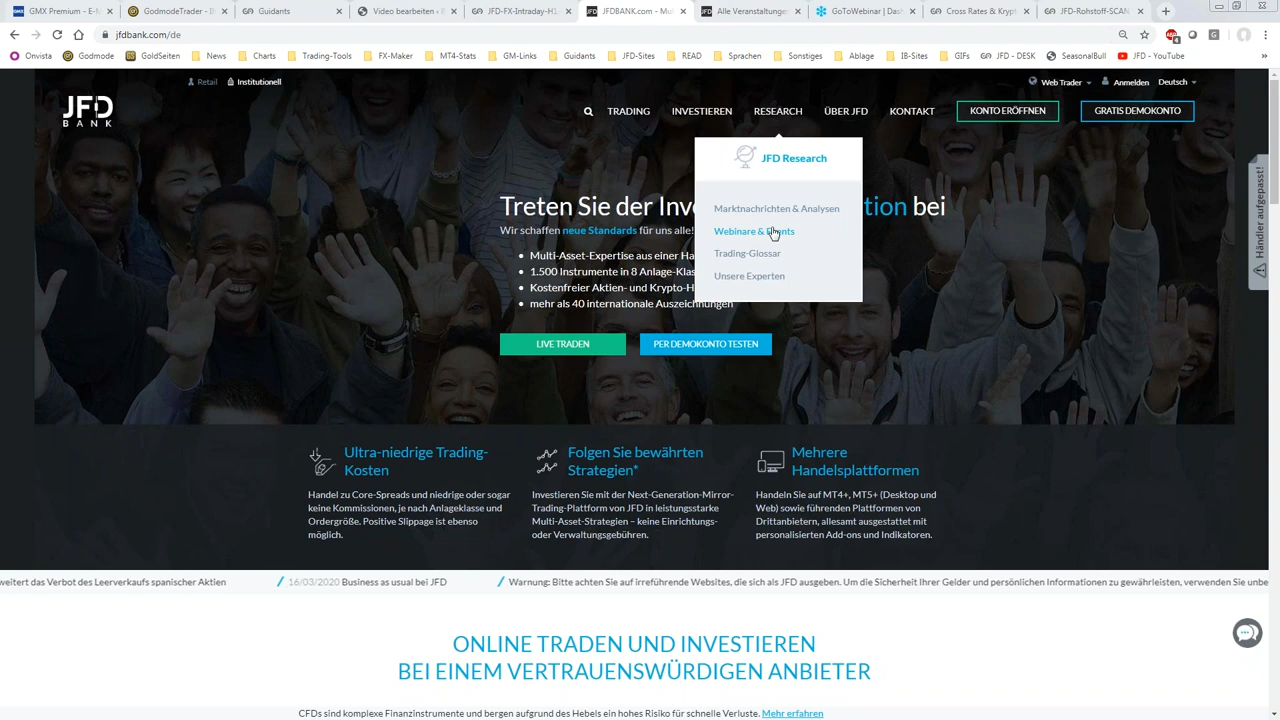 GMX Premium - E-M
GodmodeTrader - I
Guidants
Video bearbeiten •
JFD-FX-Intraday-H1
JFDBANK.com - Mu
Alle Veranstaltunge
GoToWebinar | Das
Cross Rates & Krypt
JFD-Rohstoff-SCAN
jfdbank.com/de
Onvista
Godmode
GoldSeiten
News
Charts
Trading-Tools
FX-Maker
MT4-Stats
GM-Links
Guidants
JFD-Sites
READ
Sprachen
Sonstiges
Ablage
IB-Sites
GIFs
JFD - DESK
SeasonalBull
JFD - YouTube
Retail
Institutionell
Web Trader
Anmelden
Deutsch
JFD
BANK
TRADING
INVESTIEREN
RESEARCH
ÜBER JFD
KONTAKT
KONTO ERÖFFNEN
GRATIS DEMOKONTO
JFD Research
Marktnachrichten & Analysen
Webinare & Events
Trading-Glossar
Unsere Experten
Treten Sie der Inve tion bei
Wir schaffen neue Standards für uns alle!
• Multi-Asset-Expertise aus einer Ha
• 1.500 Instrumente in 8 Anlage-Klas
• Kostenfreier Aktien- und Krypto-H
• mehr als 40 internationale Auszeichnungen
LIVE TRADEN
PER DEMOKONTO TESTEN
Händler aufgepasst!
Ultra-niedrige Trading-
Kosten
Handel zu Core-Spreads und niedrige oder sogar
keine Kommissionen, je nach Anlageklasse und
Ordergröße. Positive Slippage ist ebenso
möglich.
Folgen Sie bewährten
Strategien*
Investieren Sie mit der Next-Generation-Mirror-
Trading-Plattform von JFD in leistungsstarke
Multi-Asset-Strategien – keine Einrichtungs-
oder Verwaltungsgebühren.
Mehrere
Handelsplattformen
Handeln Sie auf MT4+, MT5+ (Desktop und
Web) sowie führenden Plattformen von
Drittanbietern, allesamt ausgestattet mit
personalisierten Add-ons und Indikatoren.
weitert das Verbot des Leerverkaufs spanischer Aktien
16/03/2020 Business as usual bei JFD
Warnung: Bitte achten Sie auf irreführende Websites, die sich als JFD ausgeben. Um die Sicherheit Ihrer Gelder und persönlichen Informationen zu gewährleisten, verwenden Sie unbe
ONLINE TRADEN UND INVESTIEREN
BEI EINEM VERTRAUENSWÜRDIGEN ANBIETER
CFDs sind komplexe Finanzinstrumente und bergen aufgrund des Hebels ein hohes Risiko für schnelle Verluste. Mehr erfahren